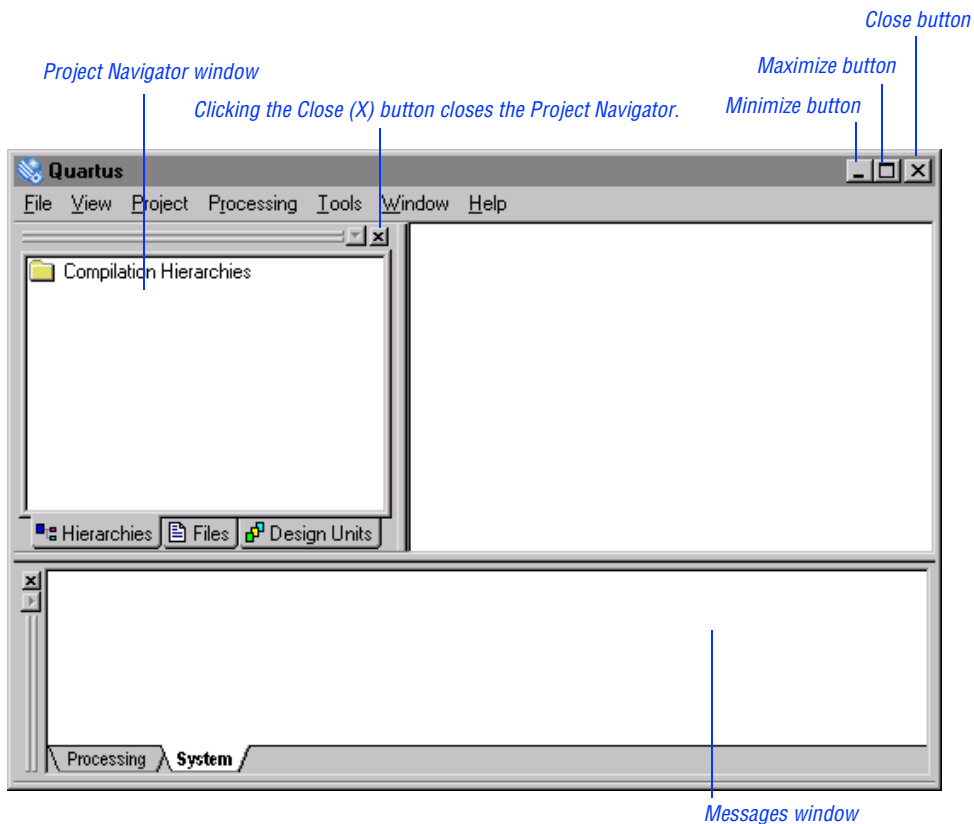 Close button
Project Navigator window
Maximize button
Clicking the Close (X) button closes the Project Navigator.
Minimize button
Quartus
File View Project Processing Tools Window Help
Compilation Hierarchies
Hierarchies Files Design Units
Processing System
Messages window